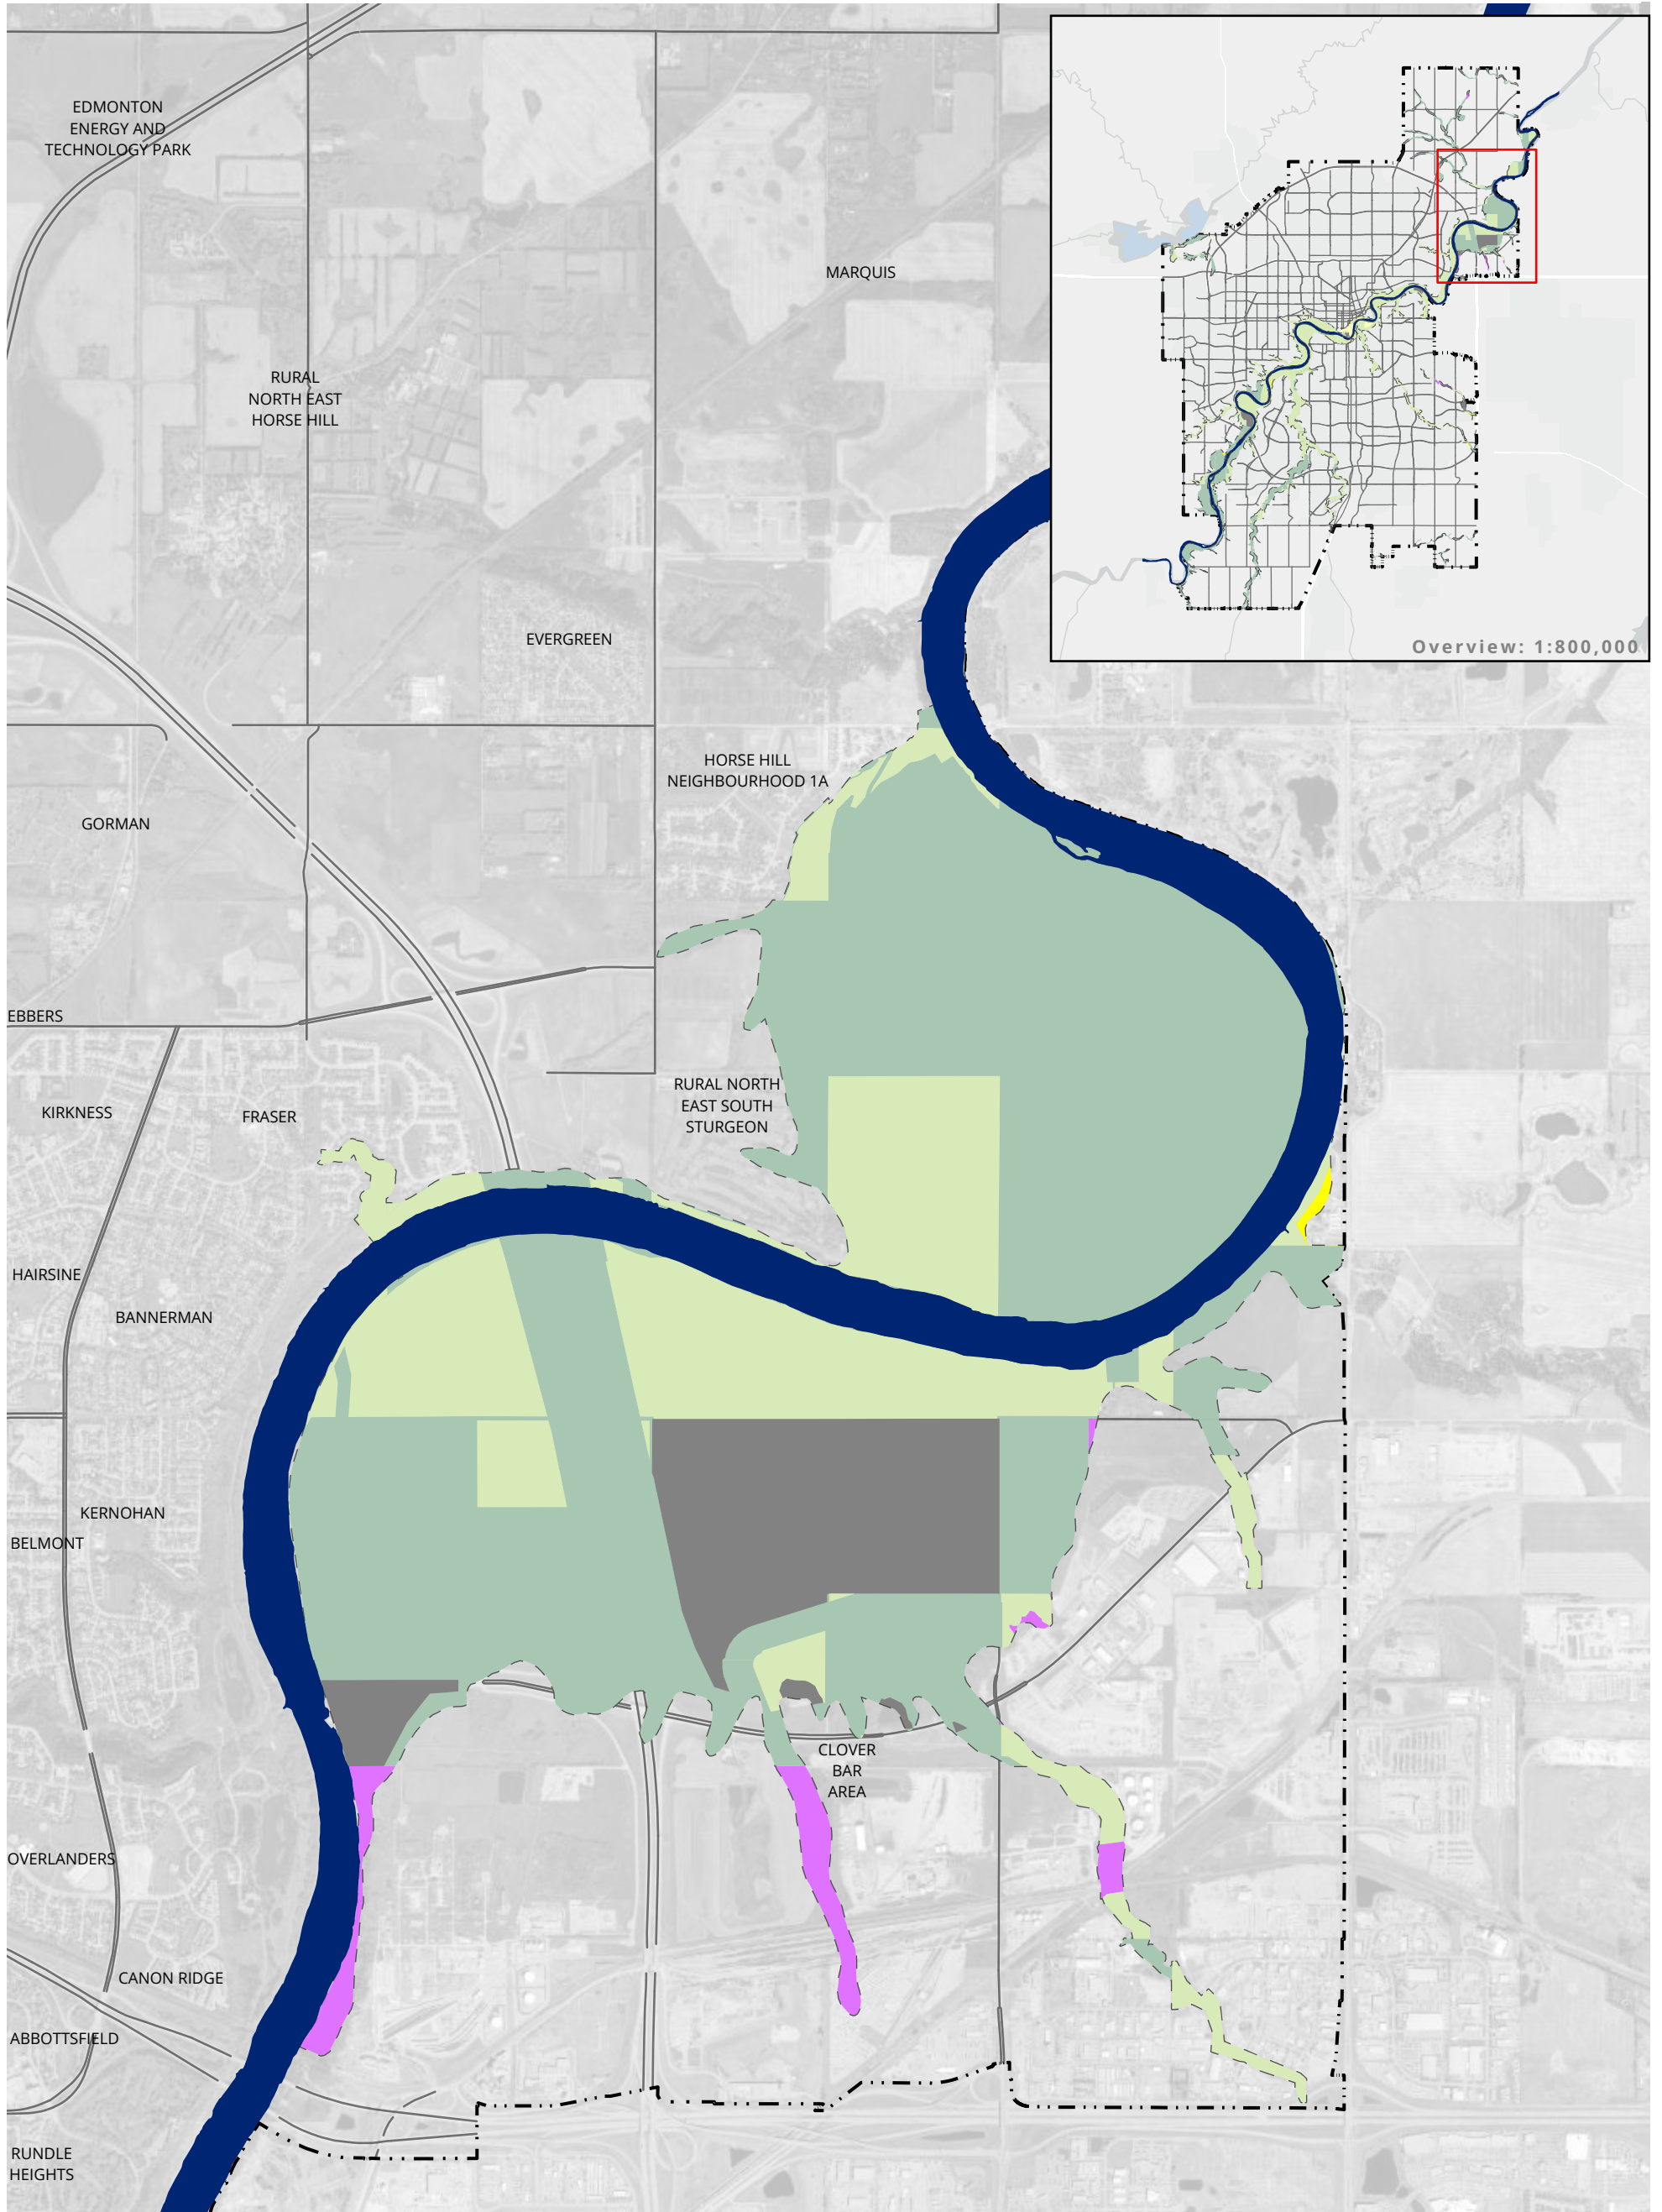 EDMONTON
ENERGY AND
TECHNOLOGY PARK
MARQUIS
RURAL
NORTH EAST
HORSE HILL
EVERGREEN
Overview: 1:800,000
HORSE HILL
NEIGHBOURHOOD 1A
GORMAN
EBBERS
KIRKNESS
FRASER
RURAL NORTH
EAST SOUTH
STURGEON
HAIRSINE
BANNERMAN
KERNOHAN
BELMONT
CLOVER
BAR
AREA
OVERLANDERS
CANON RIDGE
ABBOTTSFIELD
RUNDLE
HEIGHTS